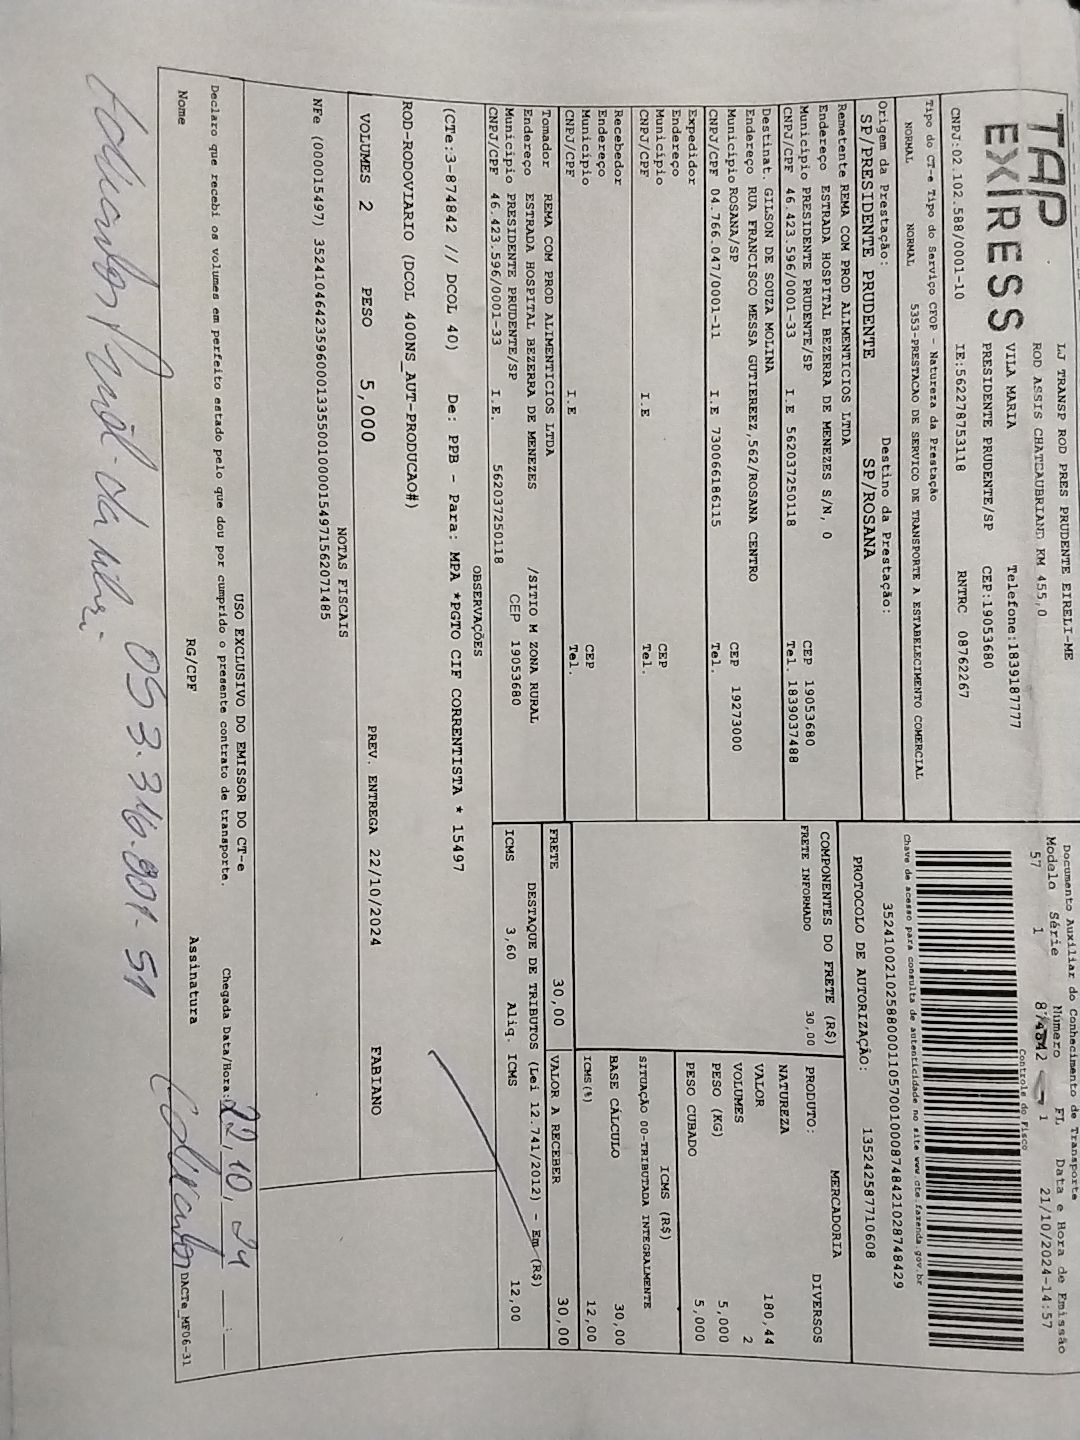 TAP
EXPRESS
LJ TRANSP ROD PRES PRUDENTE EIRELI-ME
ROD ASSIS CHATEAUBRIAND KM 455,0
VILA MARIA Telefone:1839187777
PRESIDENTE PRUDENTE/SP CEP:19053680
CNPJ:02.102.588/0001-10 IE:562278753118 RNTRC 08762267
Documento Auxiliar do Conhecimento de Transporte
Modelo Série Número FL Data e Hora de Emissão
57 1 874842 1 21/10/2024-14:57
Controle do Fisco
Tipo do CT-e Tipo do Serviço CFOP - Natureza da Prestação
NORMAL NORMAL 5353-PRESTACAO DE SERVICO DE TRANSPORTE A ESTABELECIMENTO COMERCIAL
Chave de acesso para consulta de autenticidade no site www.cte.fazenda.gov.br
35241002102588000110570010008748421028748429
Origem da Prestação: Destino da Prestação:
SP/PRESIDENTE PRUDENTE SP/ROSANA
PROTOCOLO DE AUTORIZAÇÃO: 135242587710608
Remetente REMA COM PROD ALIMENTICIOS LTDA
Endereço ESTRADA HOSPITAL BEZERRA DE MENEZES S/N, 0
Municipio PRESIDENTE PRUDENTE/SP CEP 19053680
CNPJ/CPF 46.423.596/0001-33 I.E 562037250118 Tel. 1839037488
Destinat. GILSON DE SOUZA MOLINA
Endereço RUA FRANCISCO MESSA GUTIEREEZ,562/ROSANA CENTRO
Municipio ROSANA/SP CEP 19273000
CNPJ/CPF 04.766.047/0001-11 I.E 730066186115 Tel.
Expedidor
Endereço
Municipio CEP
CNPJ/CPF I.E Tel.
Recebedor
Endereço
Municipio CEP
CNPJ/CPF I.E Tel.
Tomador REMA COM PROD ALIMENTICIOS LTDA
Endereço ESTRADA HOSPITAL BEZERRA DE MENEZES /SITIO M ZONA RURAL
Municipio PRESIDENTE PRUDENTE/SP CEP 19053680
CNPJ/CPF 46.423.596/0001-33 I.E. 562037250118
COMPONENTES DO FRETE (R$)
FRETE INFORMADO 30,00
MERCADORIA
PRODUTO: DIVERSOS
NATUREZA
VALOR 180,44
VOLUMES 2
PESO (KG) 5,000
PESO CUBADO 5,000
ICMS (R$)
SITUAÇÃO 00-TRIBUTADA INTEGRALMENTE
BASE CÁLCULO 30,00
ICMS(%) 12,00
FRETE 30,00 VALOR A RECEBER 30,00
DESTAQUE DE TRIBUTOS (Lei 12.741/2012) - Em (R$)
ICMS 3,60 Aliq. ICMS 12,00
OBSERVAÇÕES
(CTe:3-874842 // DCOL 40) De: PPB - Para: MPA *PGTO CIF CORRENTISTA * 15497
ROD-RODOVIARIO (DCOL 400NS_AUT-PRODUCAO#)
VOLUMES 2 PESO 5,000 PREV. ENTREGA 22/10/2024 FABIANO
NOTAS FISCAIS
NFe (000015497) 35241046423596000133550010000154971562071485
USO EXCLUSIVO DO EMISSOR DO CT-e
Declaro que recebi os volumes em perfeito estado pelo que dou por cumprido o presente contrato de transporte. Chegada Data/Hora: 22, 10, 24
Nome RG/CPF Assinatura
DACTe_MF06-31